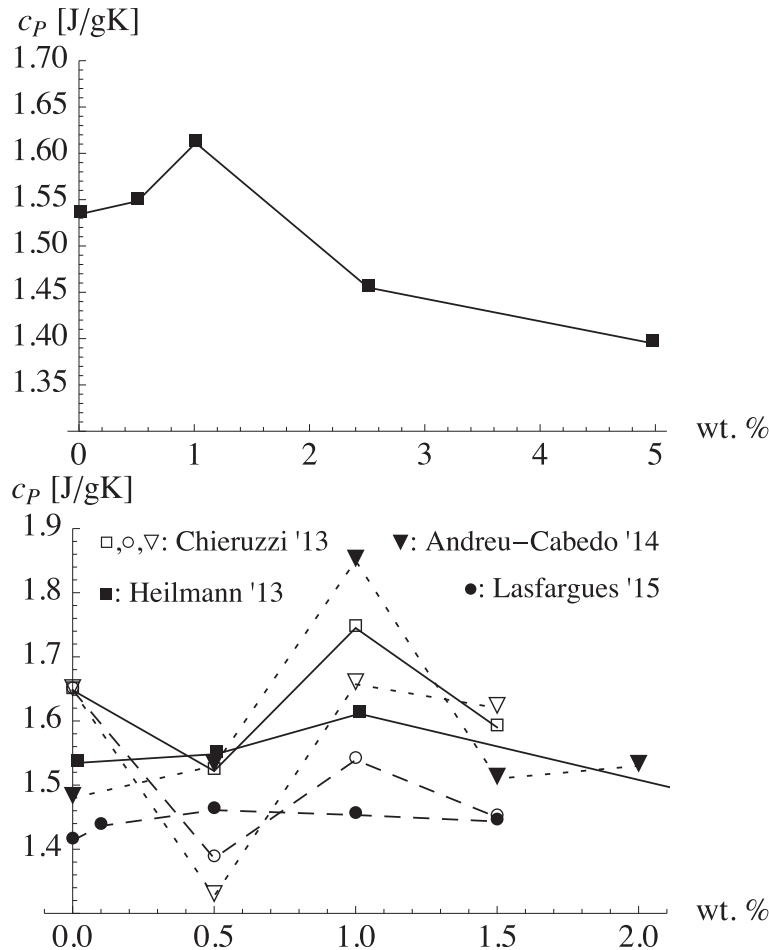 c_P [J/gK]
1.70
1.65
1.60
1.55
1.50
1.45
1.40
1.35
0 1 2 3 4 5 wt. %
c_P [J/gK]
1.9
□,○,▽: Chieruzzi '13 ▼: Andreu−Cabedo '14
1.8
■: Heilmann '13 ●: Lasfargues '15
1.7
1.6
1.5
1.4
wt. %
0.0 0.5 1.0 1.5 2.0